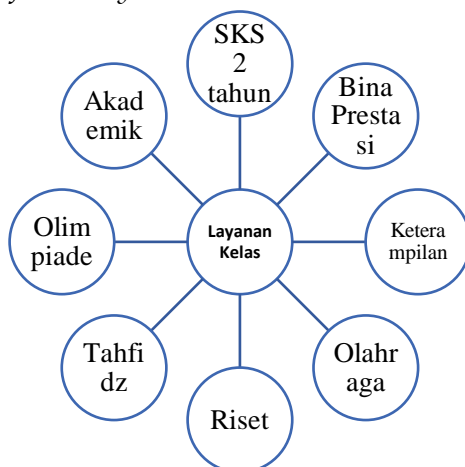 SKS
2
tahun
Bina
Presta
si
Ketera
mpilan
Olahr
aga
Riset
Tahfi
dz
Olim
piade
Akad
emik
Layanan
Kelas